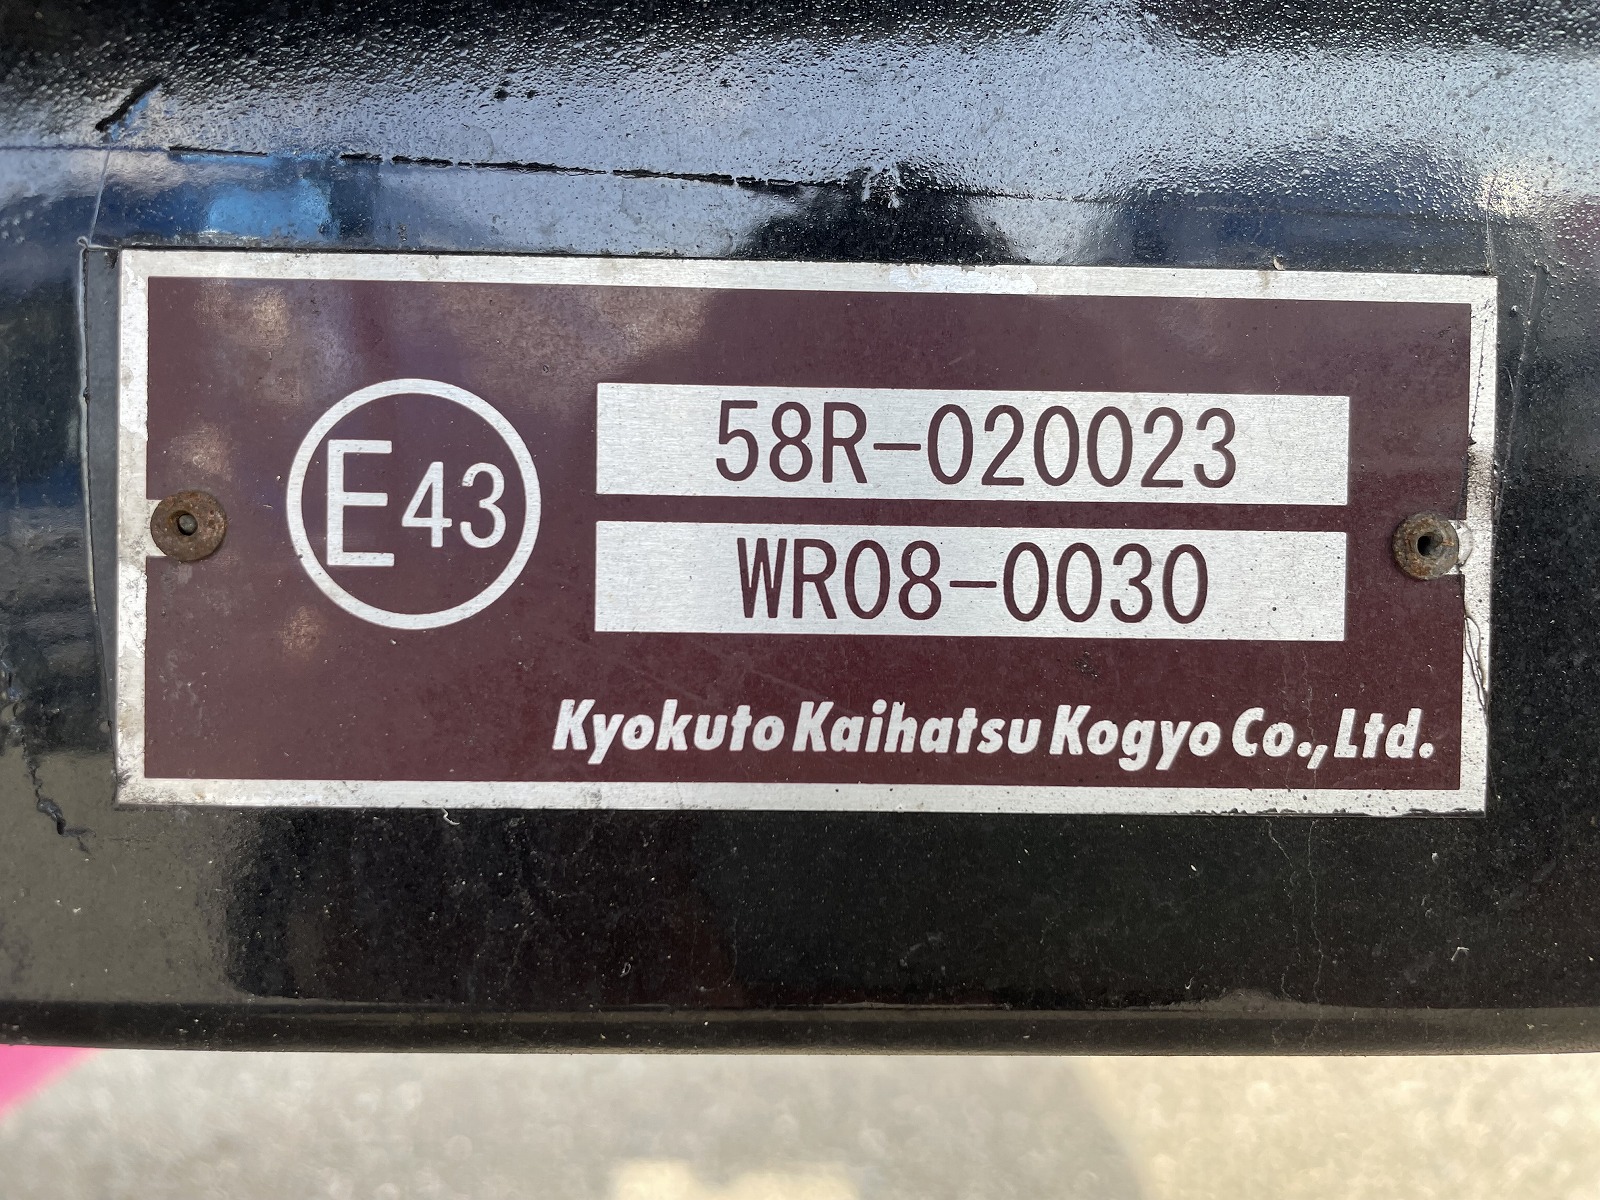 E43
58R-020023
WR08-0030
Kyokuto Kaihatsu Kogyo Co., Ltd.